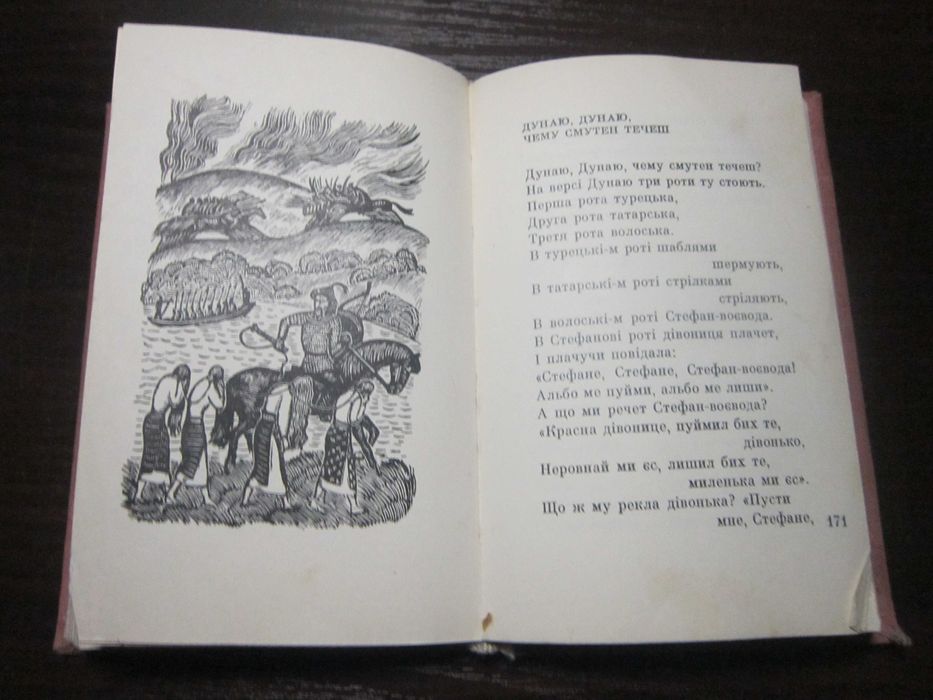 ДУНАЮ, ДУНАЮ,
ЧЕМУ СМУТЕН ТЕЧЕШ
Дунаю, Дунаю, чему смутен течеш?
На версі Дунаю три роти ту стоють.
Перша рота турецька,
Друга рота татарська,
Третя рота волоська.
В турецькі-м роті шаблями
шермують,
В татарські-м роті стрілками
стріляють,
В волоські-м роті Стефан-воєвода.
В Стефанові роті дівониця плачет,
І плачучи повідала:
«Стефане, Стефане, Стефан-воєвода!
Альбо ме пуйми, альбо ме лиши».
А що ми речет Стефан-воєвода?
«Красна дівонице, пуймил бих те,
дівонько,
Неровнай ми єс, лишил бих те,
миленька ми єс».
Що ж му рекла дівонька? «Пусти
мне, Стефане,
171